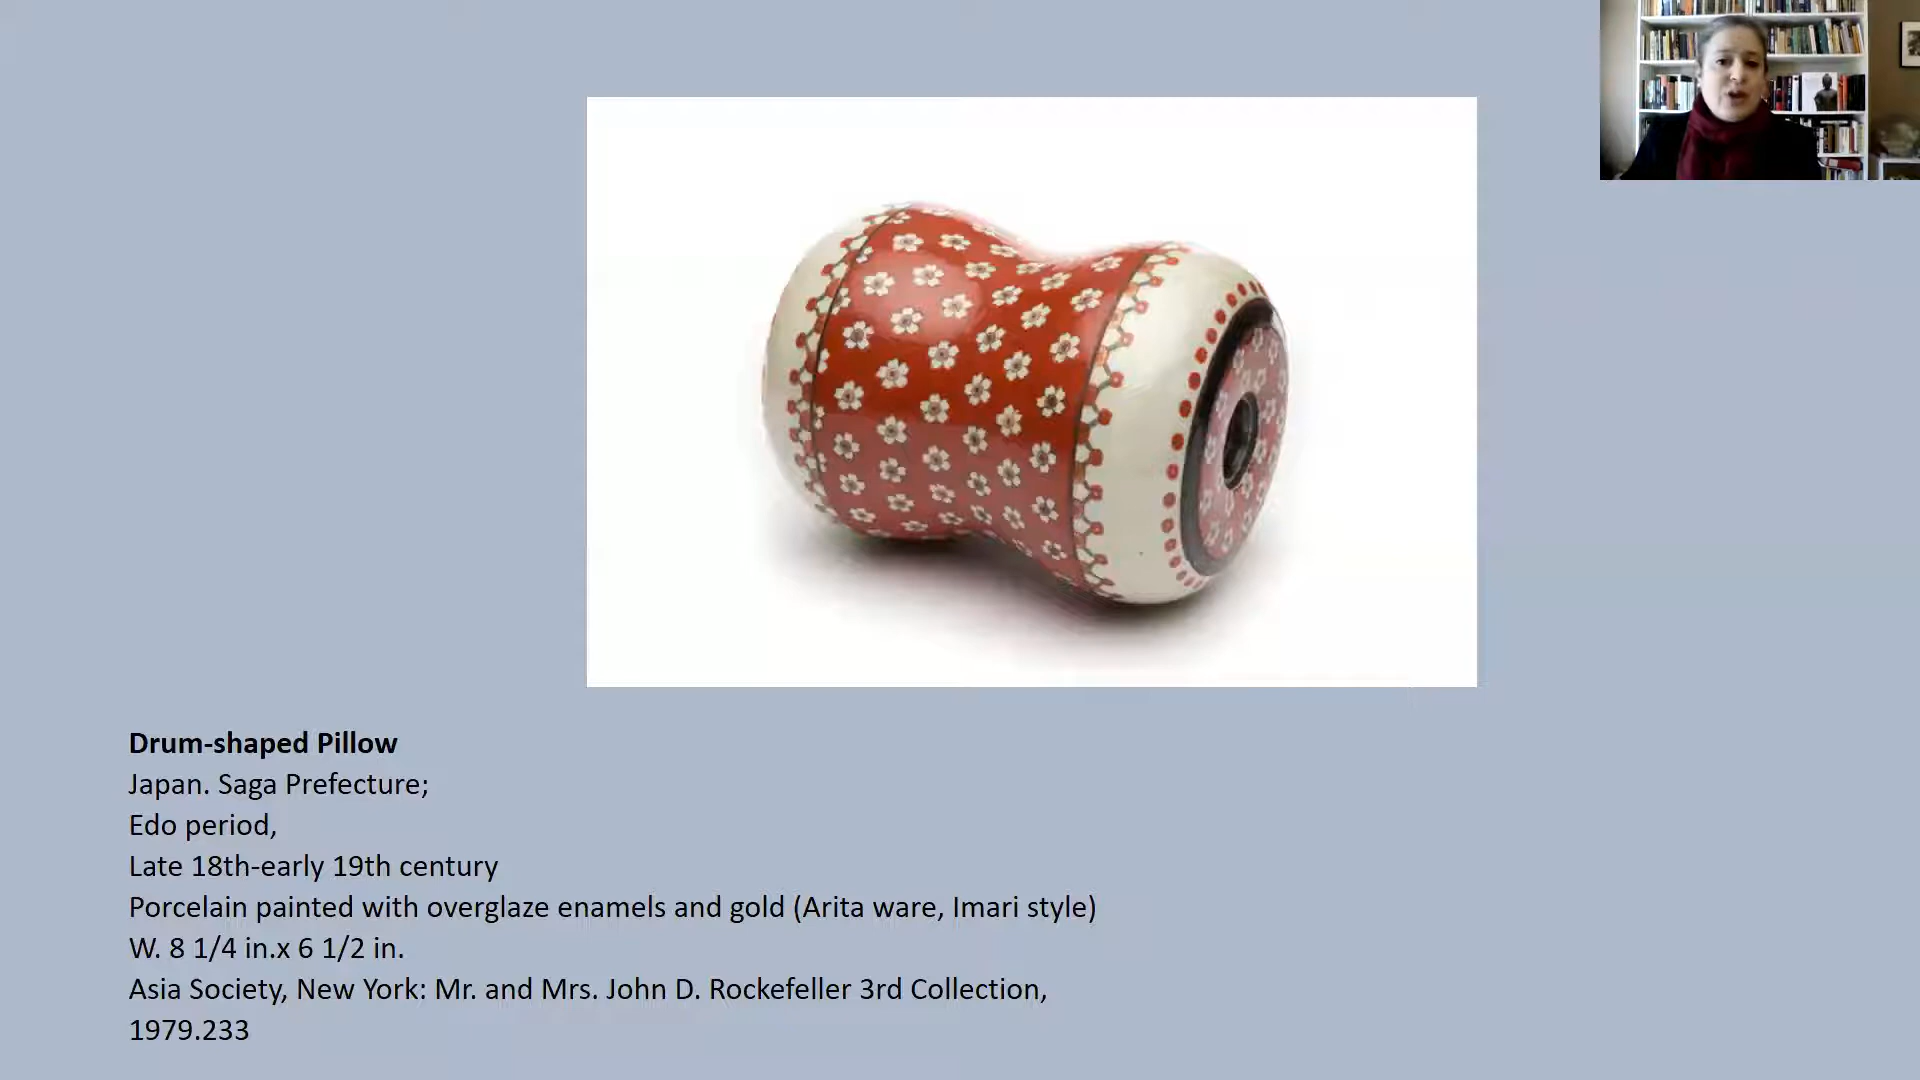 Drum-shaped Pillow
Japan. Saga Prefecture;
Edo period,
Late 18th-early 19th century
Porcelain painted with overglaze enamels and gold (Arita ware, Imari style)
W. 8 1/4 in.x 6 1/2 in.
Asia Society, New York: Mr. and Mrs. John D. Rockefeller 3rd Collection,
1979.233